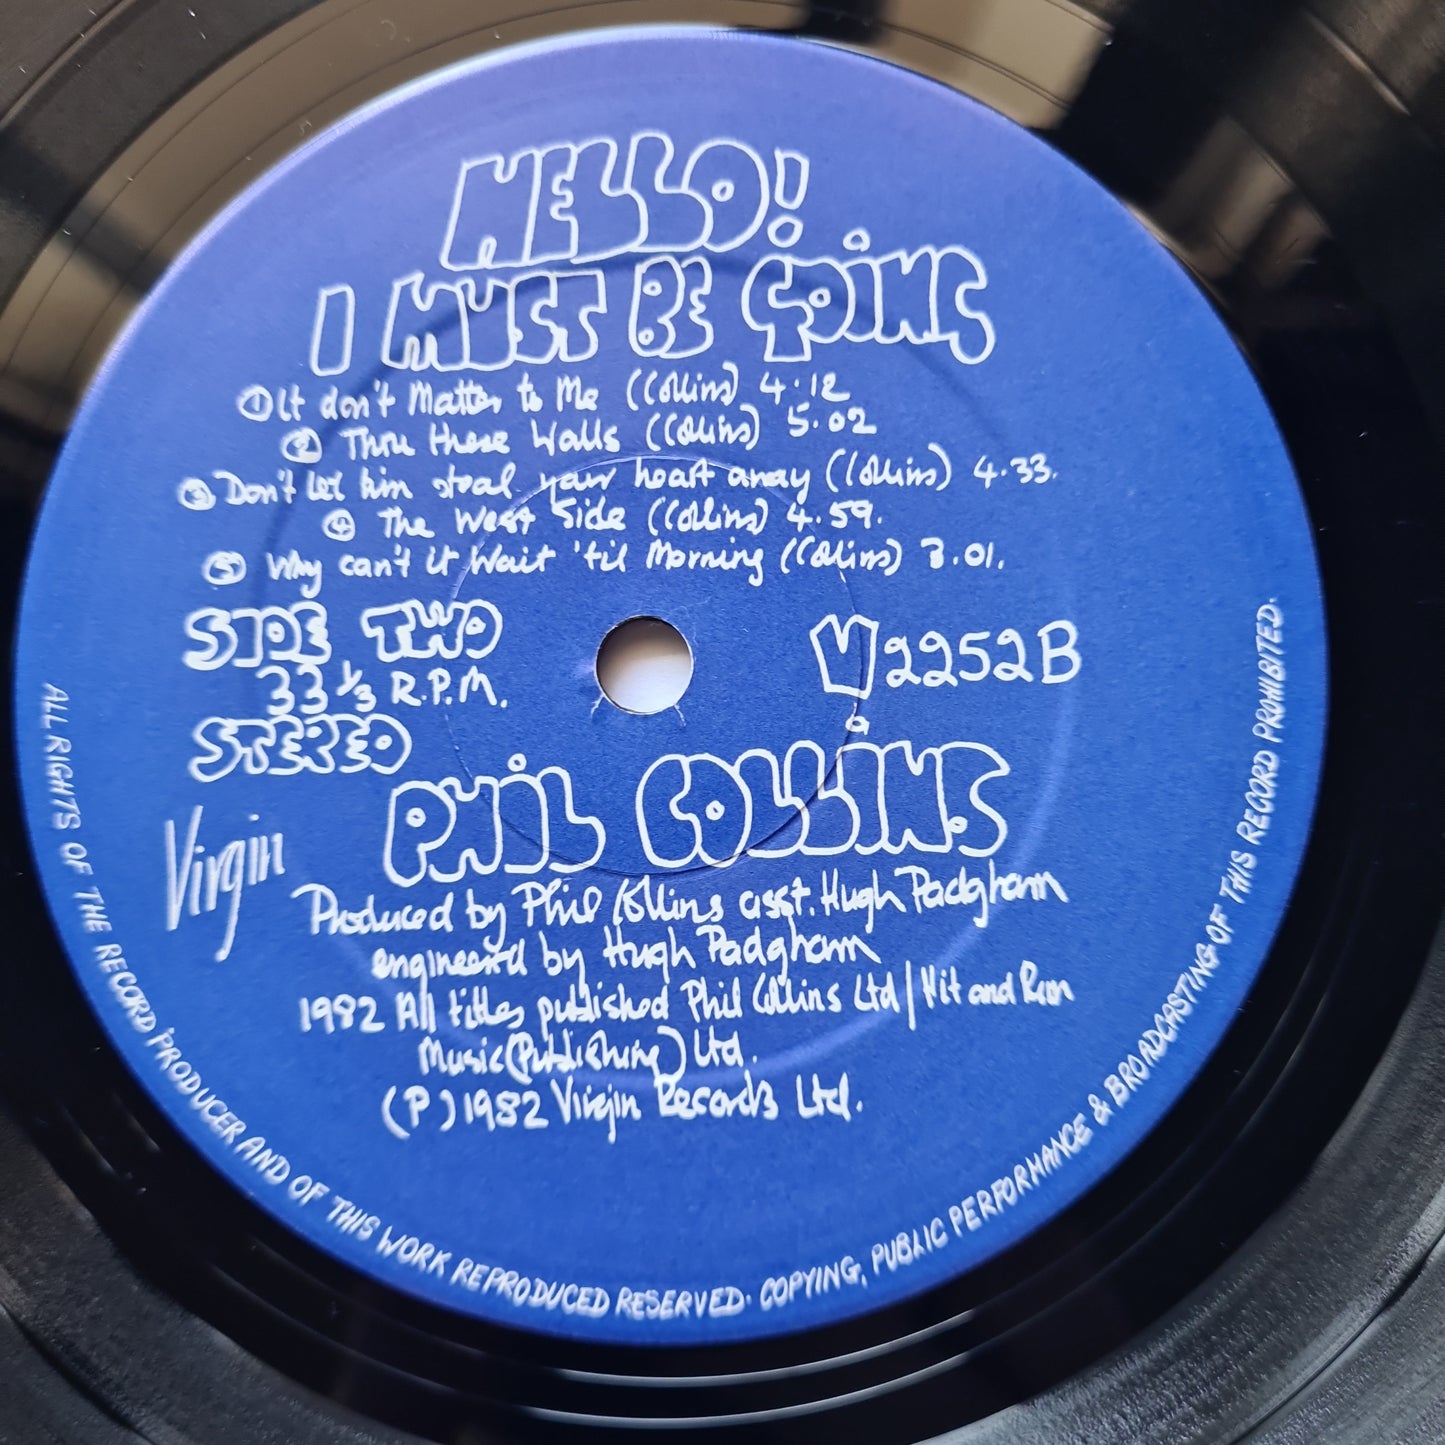 HELLO!
I MUST BE GOING
① It don't Matter to Me (Collins) 4.12
② Thru these Walls (Collins) 5.02
③ Don't let him steal your heart away (Collins) 4.33.
④ The West Side (Collins) 4.59.
⑤ Why can't it Wait 'til Morning (Collins) 3.01.
SIDE TWO
33 1/3 R.P.M.
STEREO
V2252B
PHIL COLLINS
Virgin
Produced by Phil Collins asst. Hugh Padgham
engineered by Hugh Padgham
1982 All titles published Phil Collins Ltd/Hit and Run
Music (Publishing) Ltd.
(P) 1982 Virgin Records Ltd.
ALL RIGHTS OF THE RECORD PRODUCER AND OF THIS WORK REPRODUCED RESERVED. COPYING, PUBLIC PERFORMANCE & BROADCASTING OF THIS RECORD PROHIBITED.